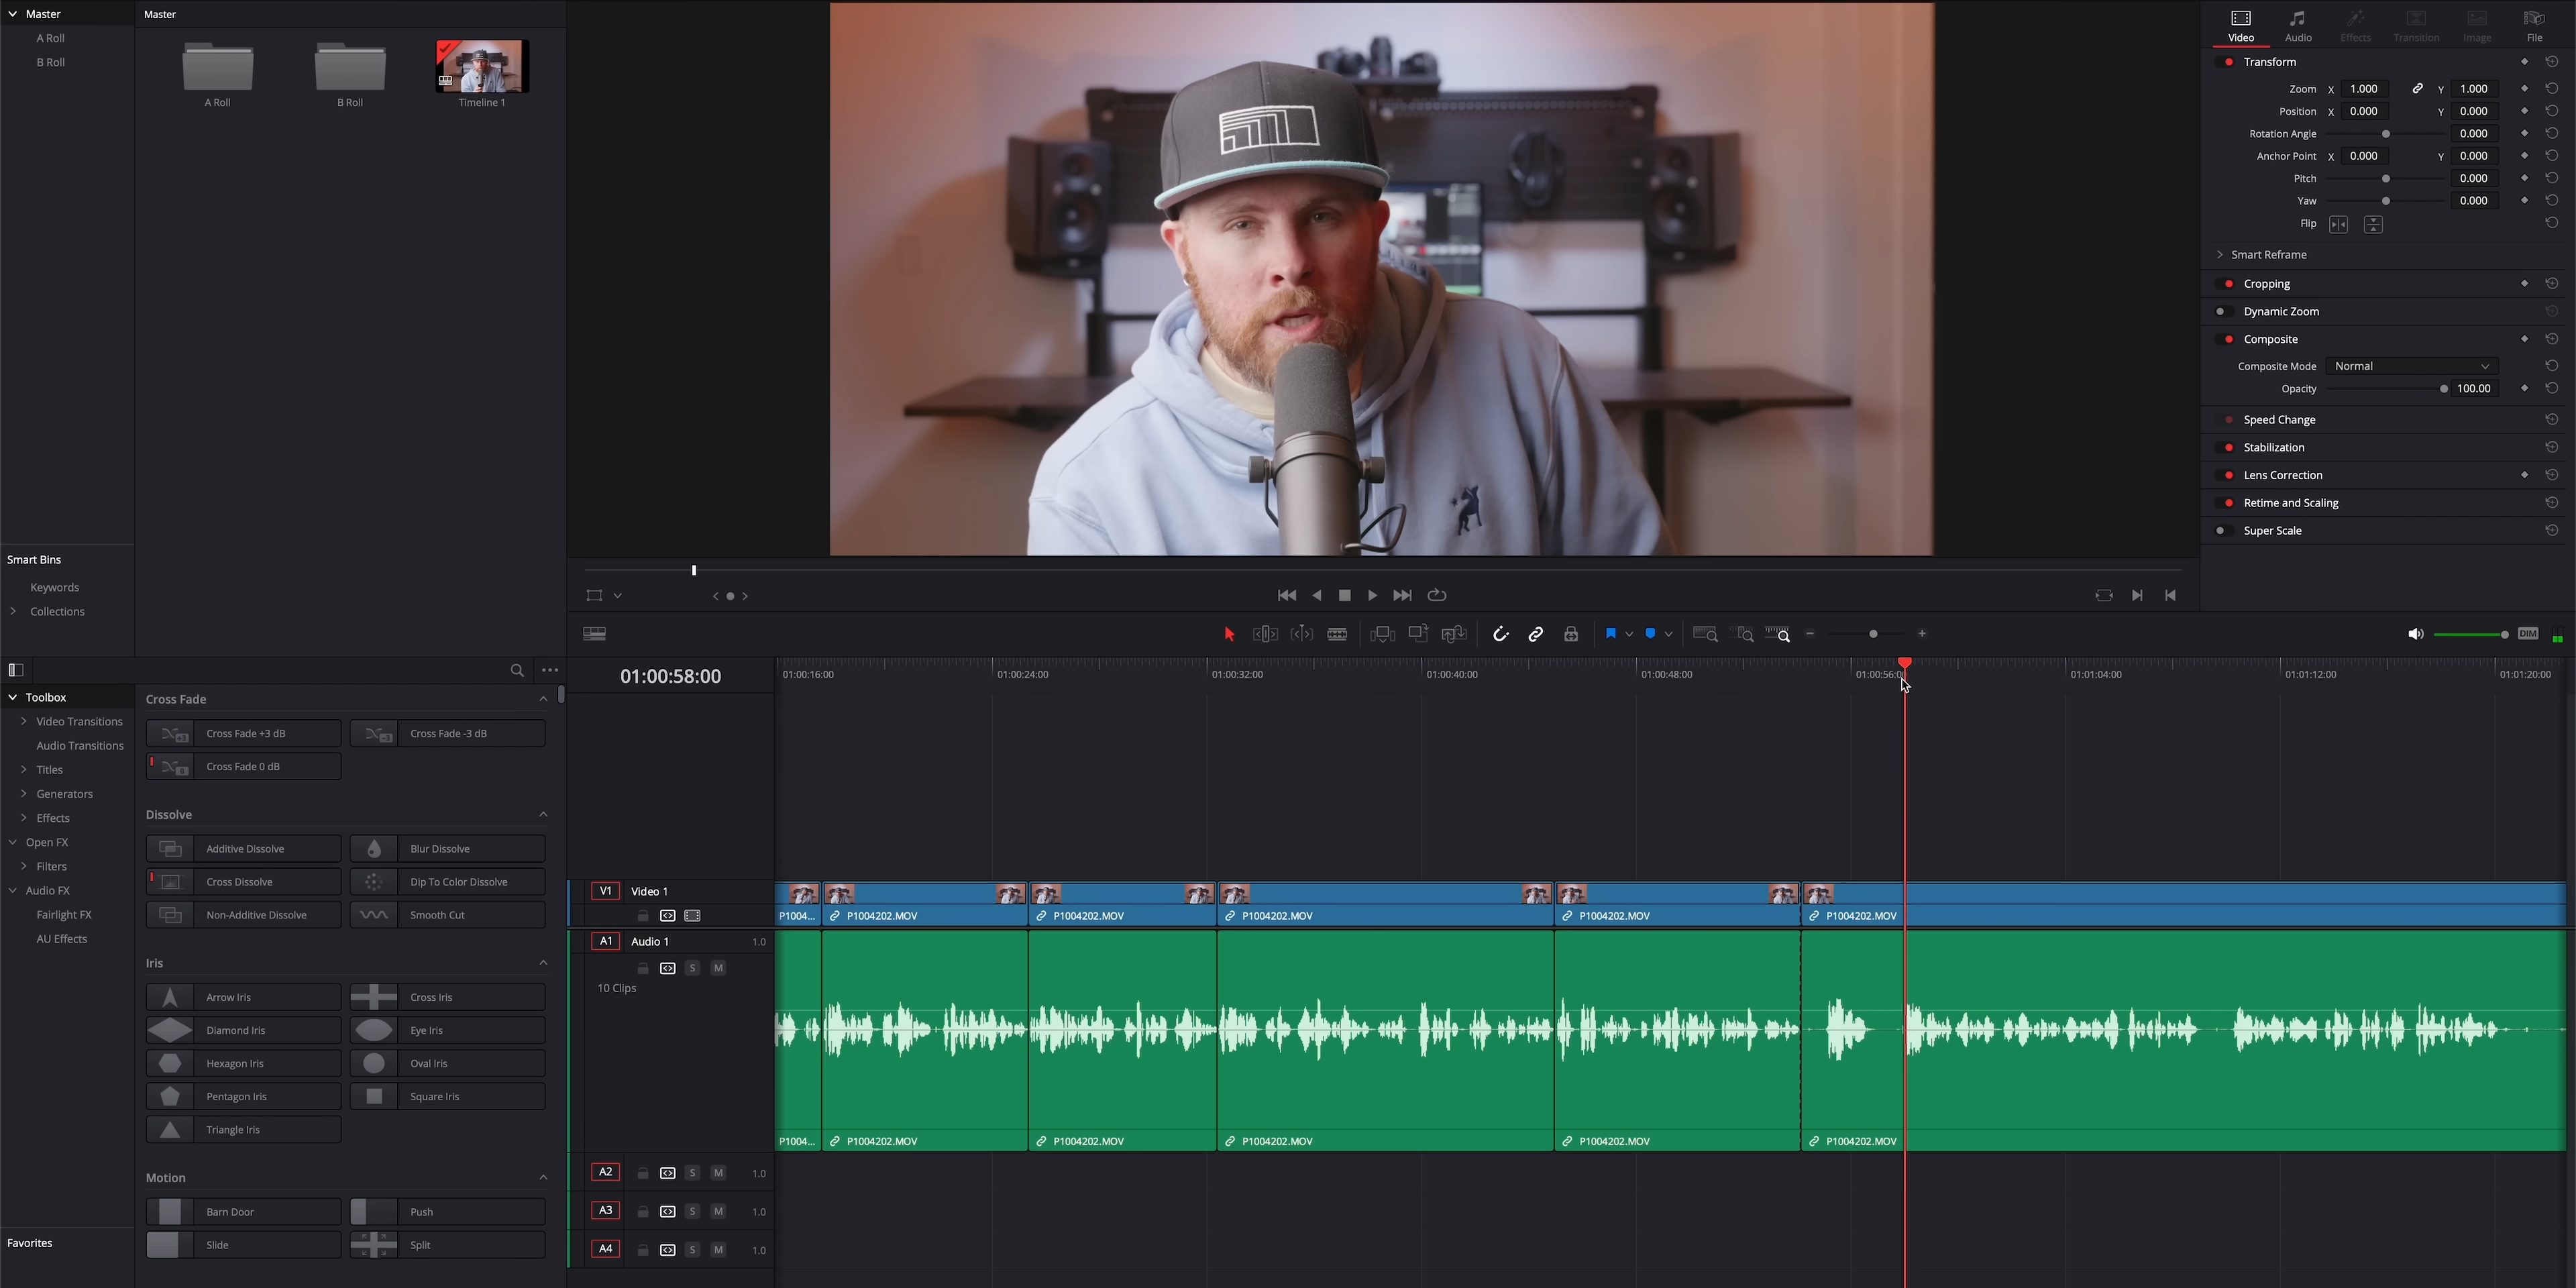 Master
A Roll
B Roll
Master
A Roll
B Roll
Timeline 1
Smart Bins
Keywords
Collections
Video
Audio
Effects
Transition
Image
File
Transform
Zoom X 1.000 Y 1.000
Position X 0.000 Y 0.000
Rotation Angle 0.000
Anchor Point X 0.000 Y 0.000
Pitch 0.000
Yaw 0.000
Flip
Smart Reframe
Cropping
Dynamic Zoom
Composite
Composite Mode Normal
Opacity 100.00
Speed Change
Stabilization
Lens Correction
Retime and Scaling
Super Scale
DIM
Toolbox
Video Transitions
Audio Transitions
Titles
Generators
Effects
Open FX
Filters
Audio FX
Fairlight FX
AU Effects
Favorites
Cross Fade
Cross Fade +3 dB
Cross Fade -3 dB
Cross Fade 0 dB
Dissolve
Additive Dissolve
Blur Dissolve
Cross Dissolve
Dip To Color Dissolve
Non-Additive Dissolve
Smooth Cut
Iris
Arrow Iris
Cross Iris
Diamond Iris
Eye Iris
Hexagon Iris
Oval Iris
Pentagon Iris
Square Iris
Triangle Iris
Motion
Barn Door
Push
Slide
Split
01:00:58:00
01:00:16:00 01:00:24:00 01:00:32:00 01:00:40:00 01:00:48:00 01:00:56:00 01:01:04:00 01:01:12:00 01:01:20:00
V1 Video 1
P1004... P1004202.MOV P1004202.MOV P1004202.MOV P1004202.MOV P1004202.MOV
A1 Audio 1 1.0
S M
10 Clips
P1004... P1004202.MOV P1004202.MOV P1004202.MOV P1004202.MOV P1004202.MOV
A2 S M 1.0
A3 S M 1.0
A4 S M 1.0